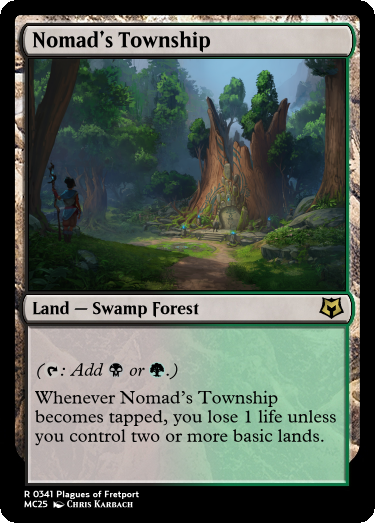 Nomad's Township
Land — Swamp Forest
(T: Add B or G.)
Whenever Nomad's Township
becomes tapped, you lose 1 life unless
you control two or more basic lands.
R 0341 Plagues of Fretport
MC25 Chris Karbach